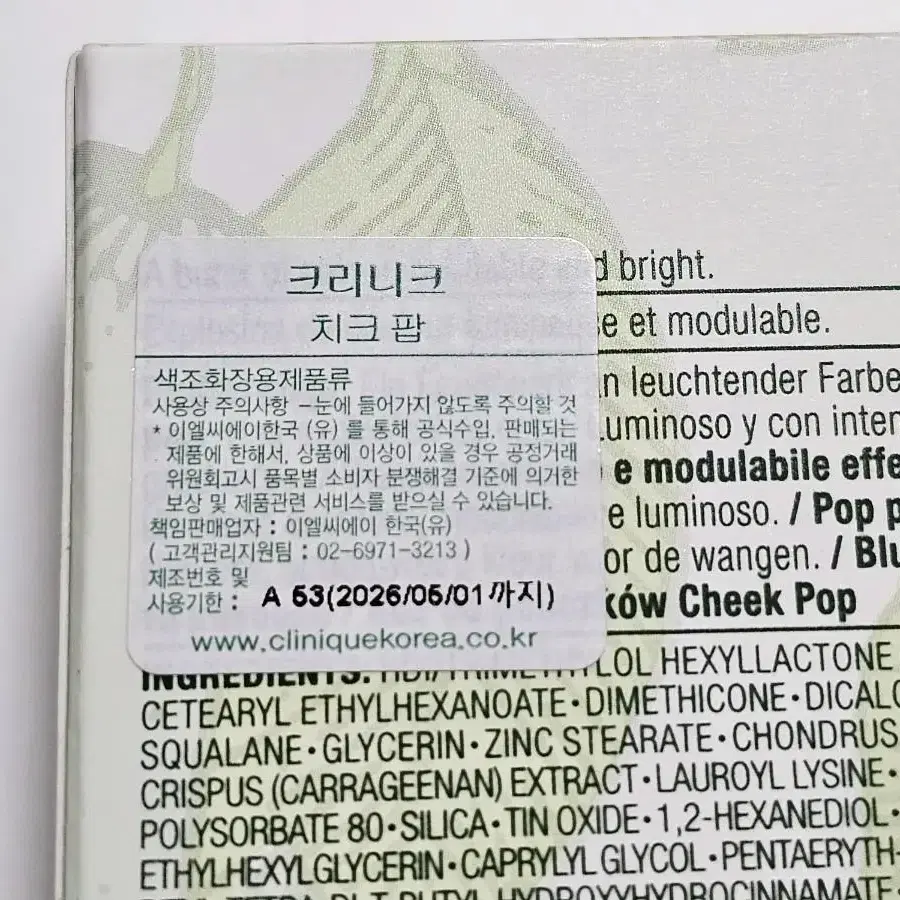 크리니크
치크 팝
색조화장용제품류
사용상 주의사항 -눈에 들어가지 않도록 주의할 것
* 이엘씨에이한국 (유) 를 통해 공식수입, 판매되는
제품에 한해서, 상품에 이상이 있을 경우 공정거래
위원회고시 품목별 소비자 분쟁해결 기준에 의거한
보상 및 제품관련 서비스를 받으실 수 있습니다.
책임판매업자 : 이엘씨에이 한국(유)
( 고객관리지원팀 : 02-6971-3213 )
제조번호 및
사용기한 : A 53(2026/05/01까지)
www.cliniquekorea.co.kr
bright.
et modulable.
leuchtender Farbe
luminoso y con
e modulabile
e luminoso. / Pop
de wangen. /
Cheek Pop
INGREDIENTS: HEXYLLACTONE
CETEARYL ETHYLHEXANOATE•DIMETHICONE•
SQUALANE•GLYCERIN•ZINC STEARATE•CHONDRUS
CRISPUS (CARRAGEENAN) EXTRACT•LAUROYL LYSINE•
POLYSORBATE 80•SILICA•TIN OXIDE•1,2-HEXANEDIOL•
ETHYLHEXYLGLYCERIN•CAPRYLYL GLYCOL•PENTAERYTH-